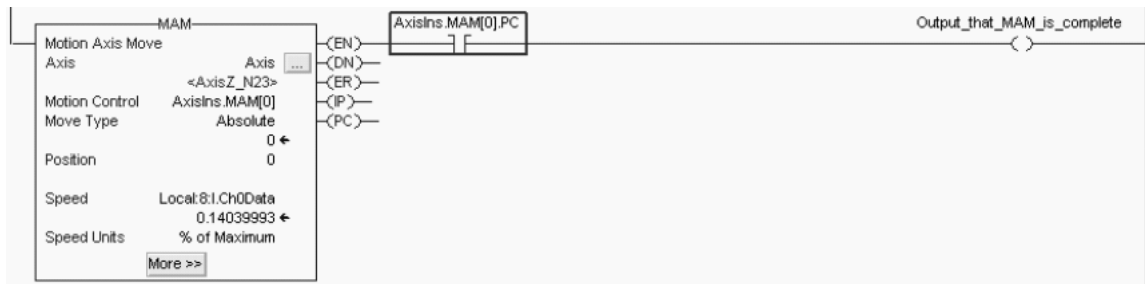 MAM
Motion Axis Move
Axis Axis ...
<AxisZ_N23>
Motion Control AxisIns.MAM[0]
Move Type Absolute
0 ←
Position 0
Speed Local:8:I.Ch0Data
0.14039993 ←
Speed Units % of Maximum
More >>
(EN)
(DN)
(ER)
(IP)
(PC)
AxisIns.MAM[0].PC
Output_that_MAM_is_complete